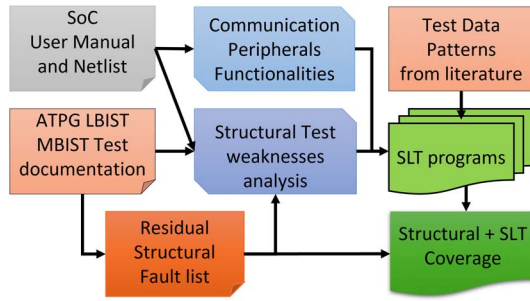 SoC
User Manual
and Netlist
Communication
Peripherals
Functionalities
Test Data
Patterns
from literature
ATPG LBIST
MBIST Test
documentation
Structural Test
weaknesses
analysis
SLT programs
Residual
Structural
Fault list
Structural + SLT
Coverage